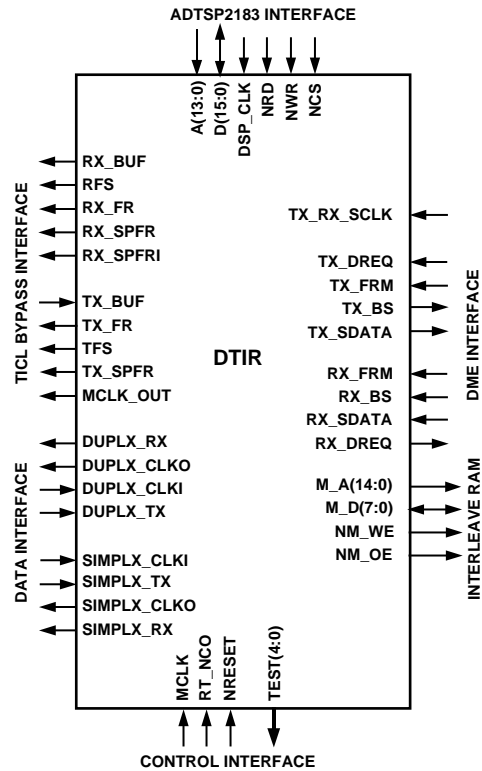 ADTSP2183 INTERFACE
A(13:0)
D(15:0)
DSP_CLK
NRD
NWR
NCS
TICL BYPASS INTERFACE
RX_BUF
RFS
RX_FR
RX_SPFR
RX_SPFRI
TX_BUF
TX_FR
TFS
TX_SPFR
MCLK_OUT
DATA INTERFACE
DUPLX_RX
DUPLX_CLKO
DUPLX_CLKI
DUPLX_TX
SIMPLX_CLKI
SIMPLX_TX
SIMPLX_CLKO
SIMPLX_RX
DTIR
TX_RX_SCLK
TX_DREQ
TX_FRM
TX_BS
TX_SDATA
RX_FRM
RX_BS
RX_SDATA
RX_DREQ
DME INTERFACE
M_A(14:0)
M_D(7:0)
NM_WE
NM_OE
INTERLEAVE RAM
MCLK
RT_NCO
NRESET
TEST(4:0)
CONTROL INTERFACE